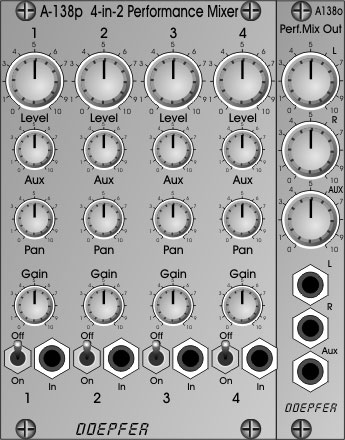 A-138p 4-in-2 Performance Mixer
1 2 3 4
Level Level Level Level
Aux Aux Aux Aux
Pan Pan Pan Pan
Gain Gain Gain Gain
Off Off Off Off
On In On In On In On In
1 2 3 4
DOEPFER
A138o
Perf.Mix Out
L
R
AUX
L
R
Aux
DOEPFER